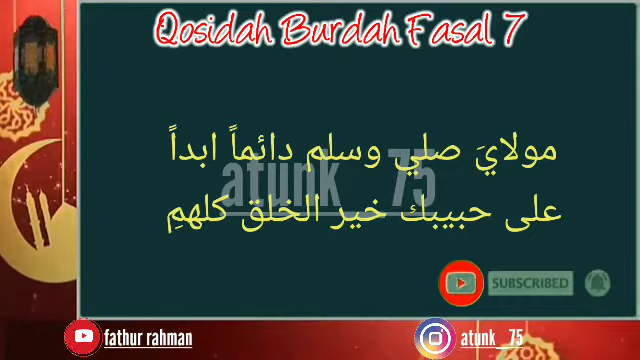 Qosidah Burdah Fasal 7
مولايَ صلي وسلم دائماً ابداً
على حبيبك خير الخلق كلهمِ
atunk_75
SUBSCRIBED
fathur rahman
atunk_75